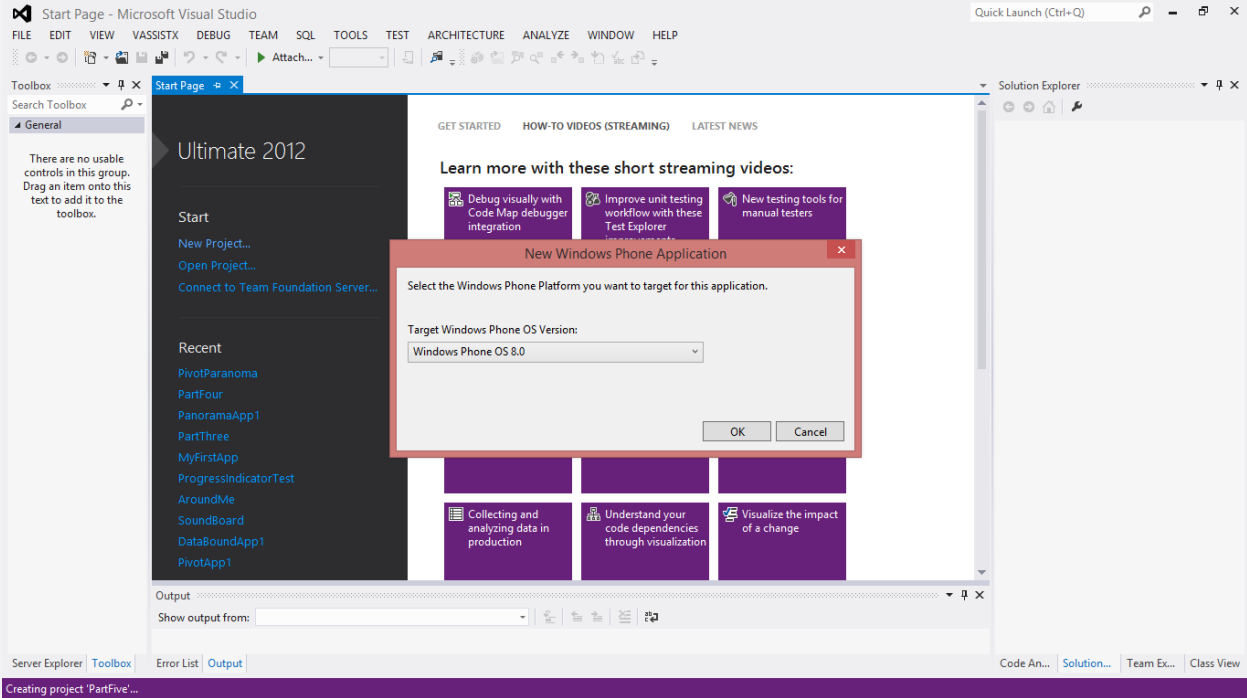 Start Page - Microsoft Visual Studio
Quick Launch (Ctrl+Q)
FILE EDIT VIEW VASSISTX DEBUG TEAM SQL TOOLS TEST ARCHITECTURE ANALYZE WINDOW HELP
Attach...
Toolbox
Search Toolbox
General
There are no usable
controls in this group.
Drag an item onto this
text to add it to the
toolbox.
Start Page
Ultimate 2012
Start
New Project...
Open Project...
Connect to Team Foundation Server...
Recent
PivotParanoma
PartFour
PanoramaApp1
PartThree
MyFirstApp
ProgressIndicatorTest
AroundMe
SoundBoard
DataBoundApp1
PivotApp1
GET STARTED HOW-TO VIDEOS (STREAMING) LATEST NEWS
Learn more with these short streaming videos:
Debug visually with
Code Map debugger
integration
Improve unit testing
workflow with these
Test Explorer
improvements
New testing tools for
manual testers
New Windows Phone Application
Select the Windows Phone Platform you want to target for this application.
Target Windows Phone OS Version:
Windows Phone OS 8.0
OK Cancel
Collecting and
analyzing data in
production
Understand your
code dependencies
through visualization
Visualize the impact
of a change
Solution Explorer
Output
Show output from:
Server Explorer Toolbox
Error List Output
Code An... Solution... Team Ex... Class View
Creating project 'PartFive'...